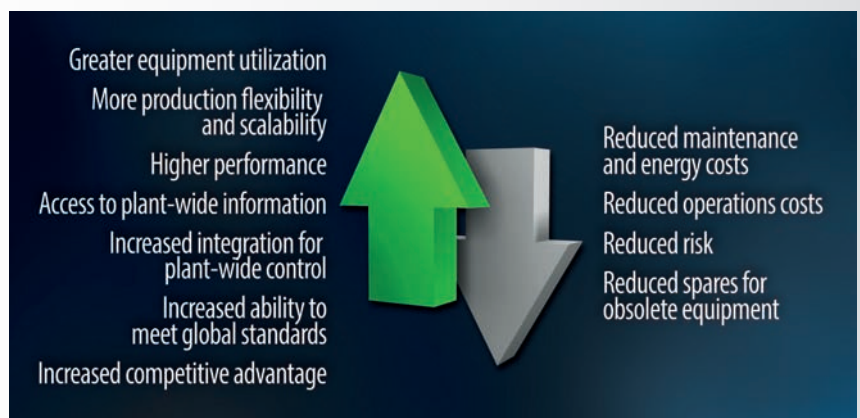 Greater equipment utilization
More production flexibility
and scalability
Higher performance
Access to plant-wide information
Increased integration for
plant-wide control
Increased ability to
meet global standards
Increased competitive advantage
Reduced maintenance
and energy costs
Reduced operations costs
Reduced risk
Reduced spares for
obsolete equipment